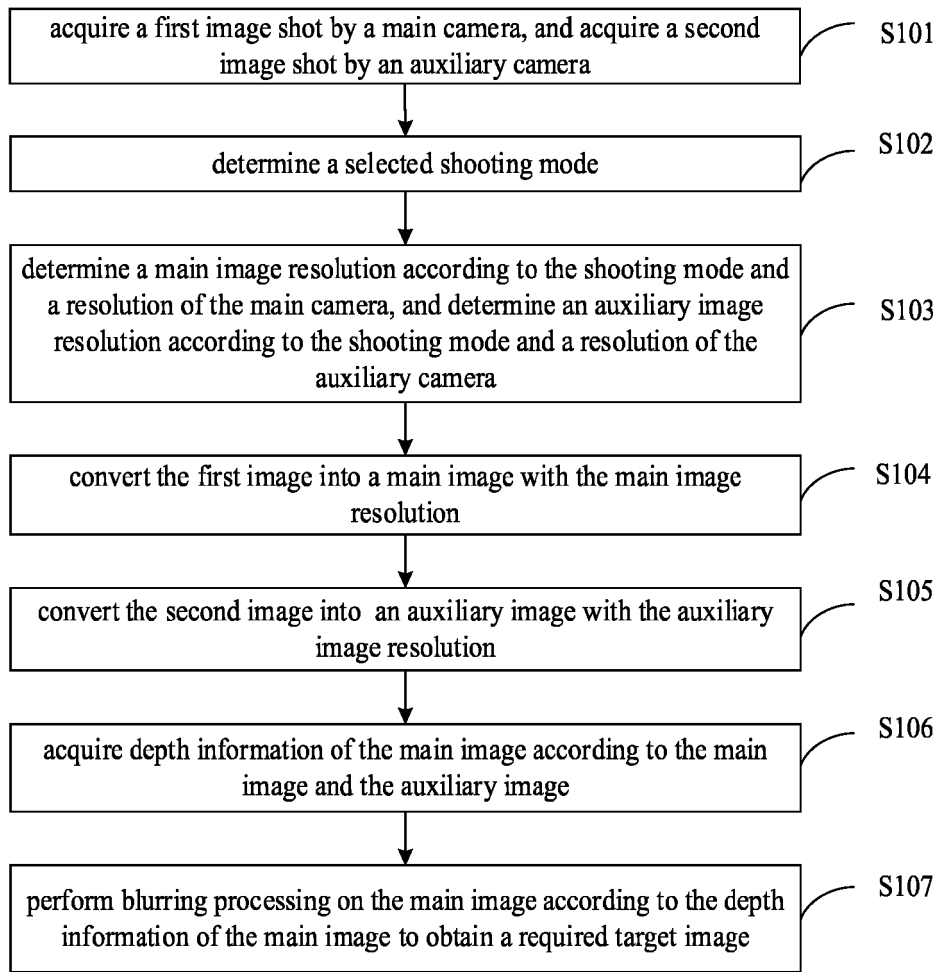 acquire a first image shot by a main camera, and acquire a second
image shot by an auxiliary camera
S101
determine a selected shooting mode
S102
determine a main image resolution according to the shooting mode and
a resolution of the main camera, and determine an auxiliary image
resolution according to the shooting mode and a resolution of the
auxiliary camera
S103
convert the first image into a main image with the main image
resolution
S104
convert the second image into an auxiliary image with the auxiliary
image resolution
S105
acquire depth information of the main image according to the main
image and the auxiliary image
S106
perform blurring processing on the main image according to the depth
information of the main image to obtain a required target image
S107